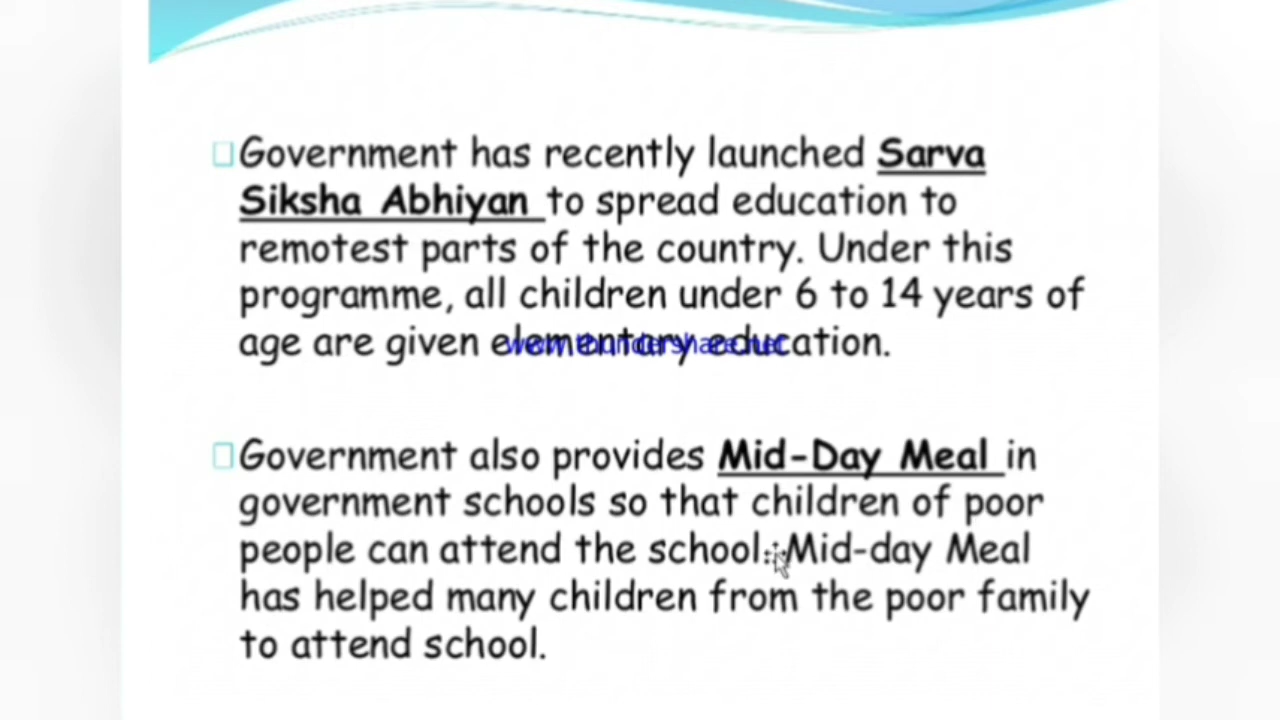 Government has recently launched Sarva
Siksha Abhiyan to spread education to
remotest parts of the country. Under this
programme, all children under 6 to 14 years of
age are given elementary education.
www.thundershare.net
Government also provides Mid-Day Meal in
government schools so that children of poor
people can attend the school. Mid-day Meal
has helped many children from the poor family
to attend school.